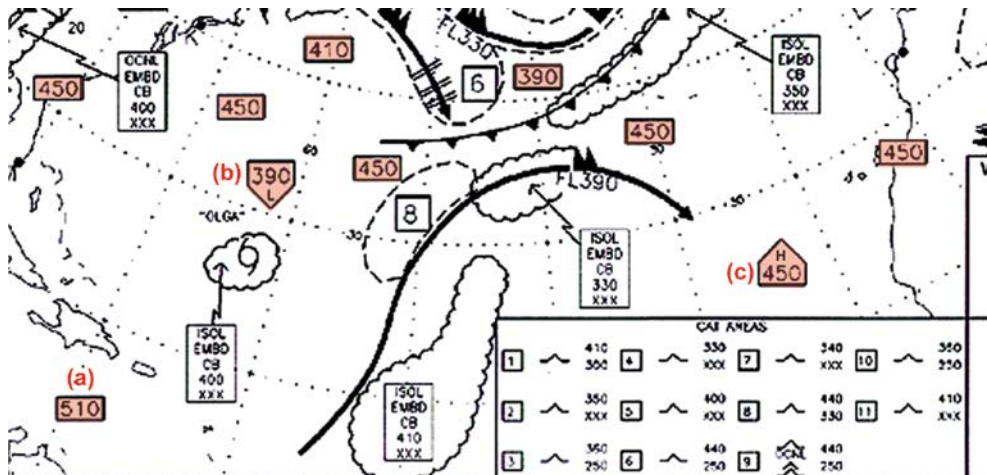 20
OCNL
EMBD
CB
400
XXX
450
410
450
FL330
6
390
ISOL
EMBD
CB
350
XXX
450
450
60
50
(b)
390
L
450
"OLGA"
30
8
FL390
50
ISOL
EMBD
CB
330
XXX
(c)
H
450
ISOL
EMBD
CB
400
XXX
(a)
510
ISOL
EMBD
CB
410
XXX
CAT AREAS
1 410 300 4 330 XXX 7 340 XXX 10 350 250
2 350 XXX 5 400 XXX 8 440 330 11 410 XXX
3 350 250 6 440 250 9 OCNL 440 250